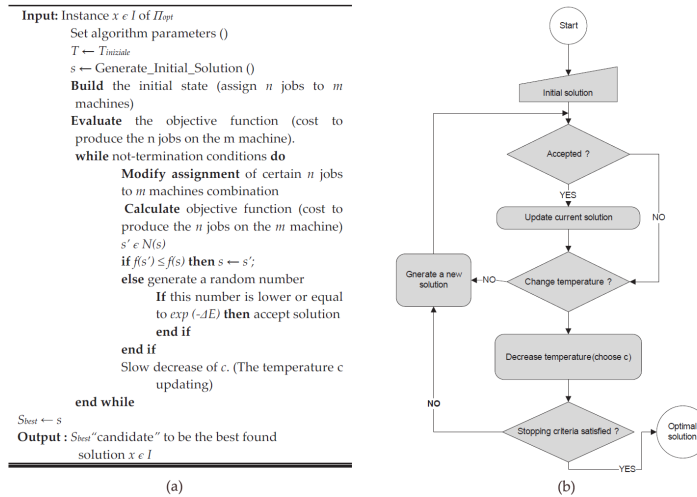 Input: Instance x ϵ I of Πopt
Set algorithm parameters ()
T ← Tiniziale
s ← Generate_Initial_Solution ()
Build the initial state (assign n jobs to m
machines)
Evaluate the objective function (cost to
produce the n jobs on the m machine).
while not-termination conditions do
Modify assignment of certain n jobs
to m machines combination
Calculate objective function (cost to
produce the n jobs on the m machine)
s' ϵ N(s)
if f(s') ≤ f(s) then s ← s';
else generate a random number
If this number is lower or equal
to exp (-ΔE) then accept solution
end if
end if
Slow decrease of c. (The temperature c
updating)
end while
Sbest ← s
Output : Sbest "candidate" to be the best found
solution x ϵ I
(a)
Start
Initial solution
Accepted ?
YES
NO
Update current solution
Gnerate a new
solution
NO
Change temperature ?
Decrease temperature(choose c)
NO
Stopping criteria satisfied ?
Optimal
solution
YES
(b)